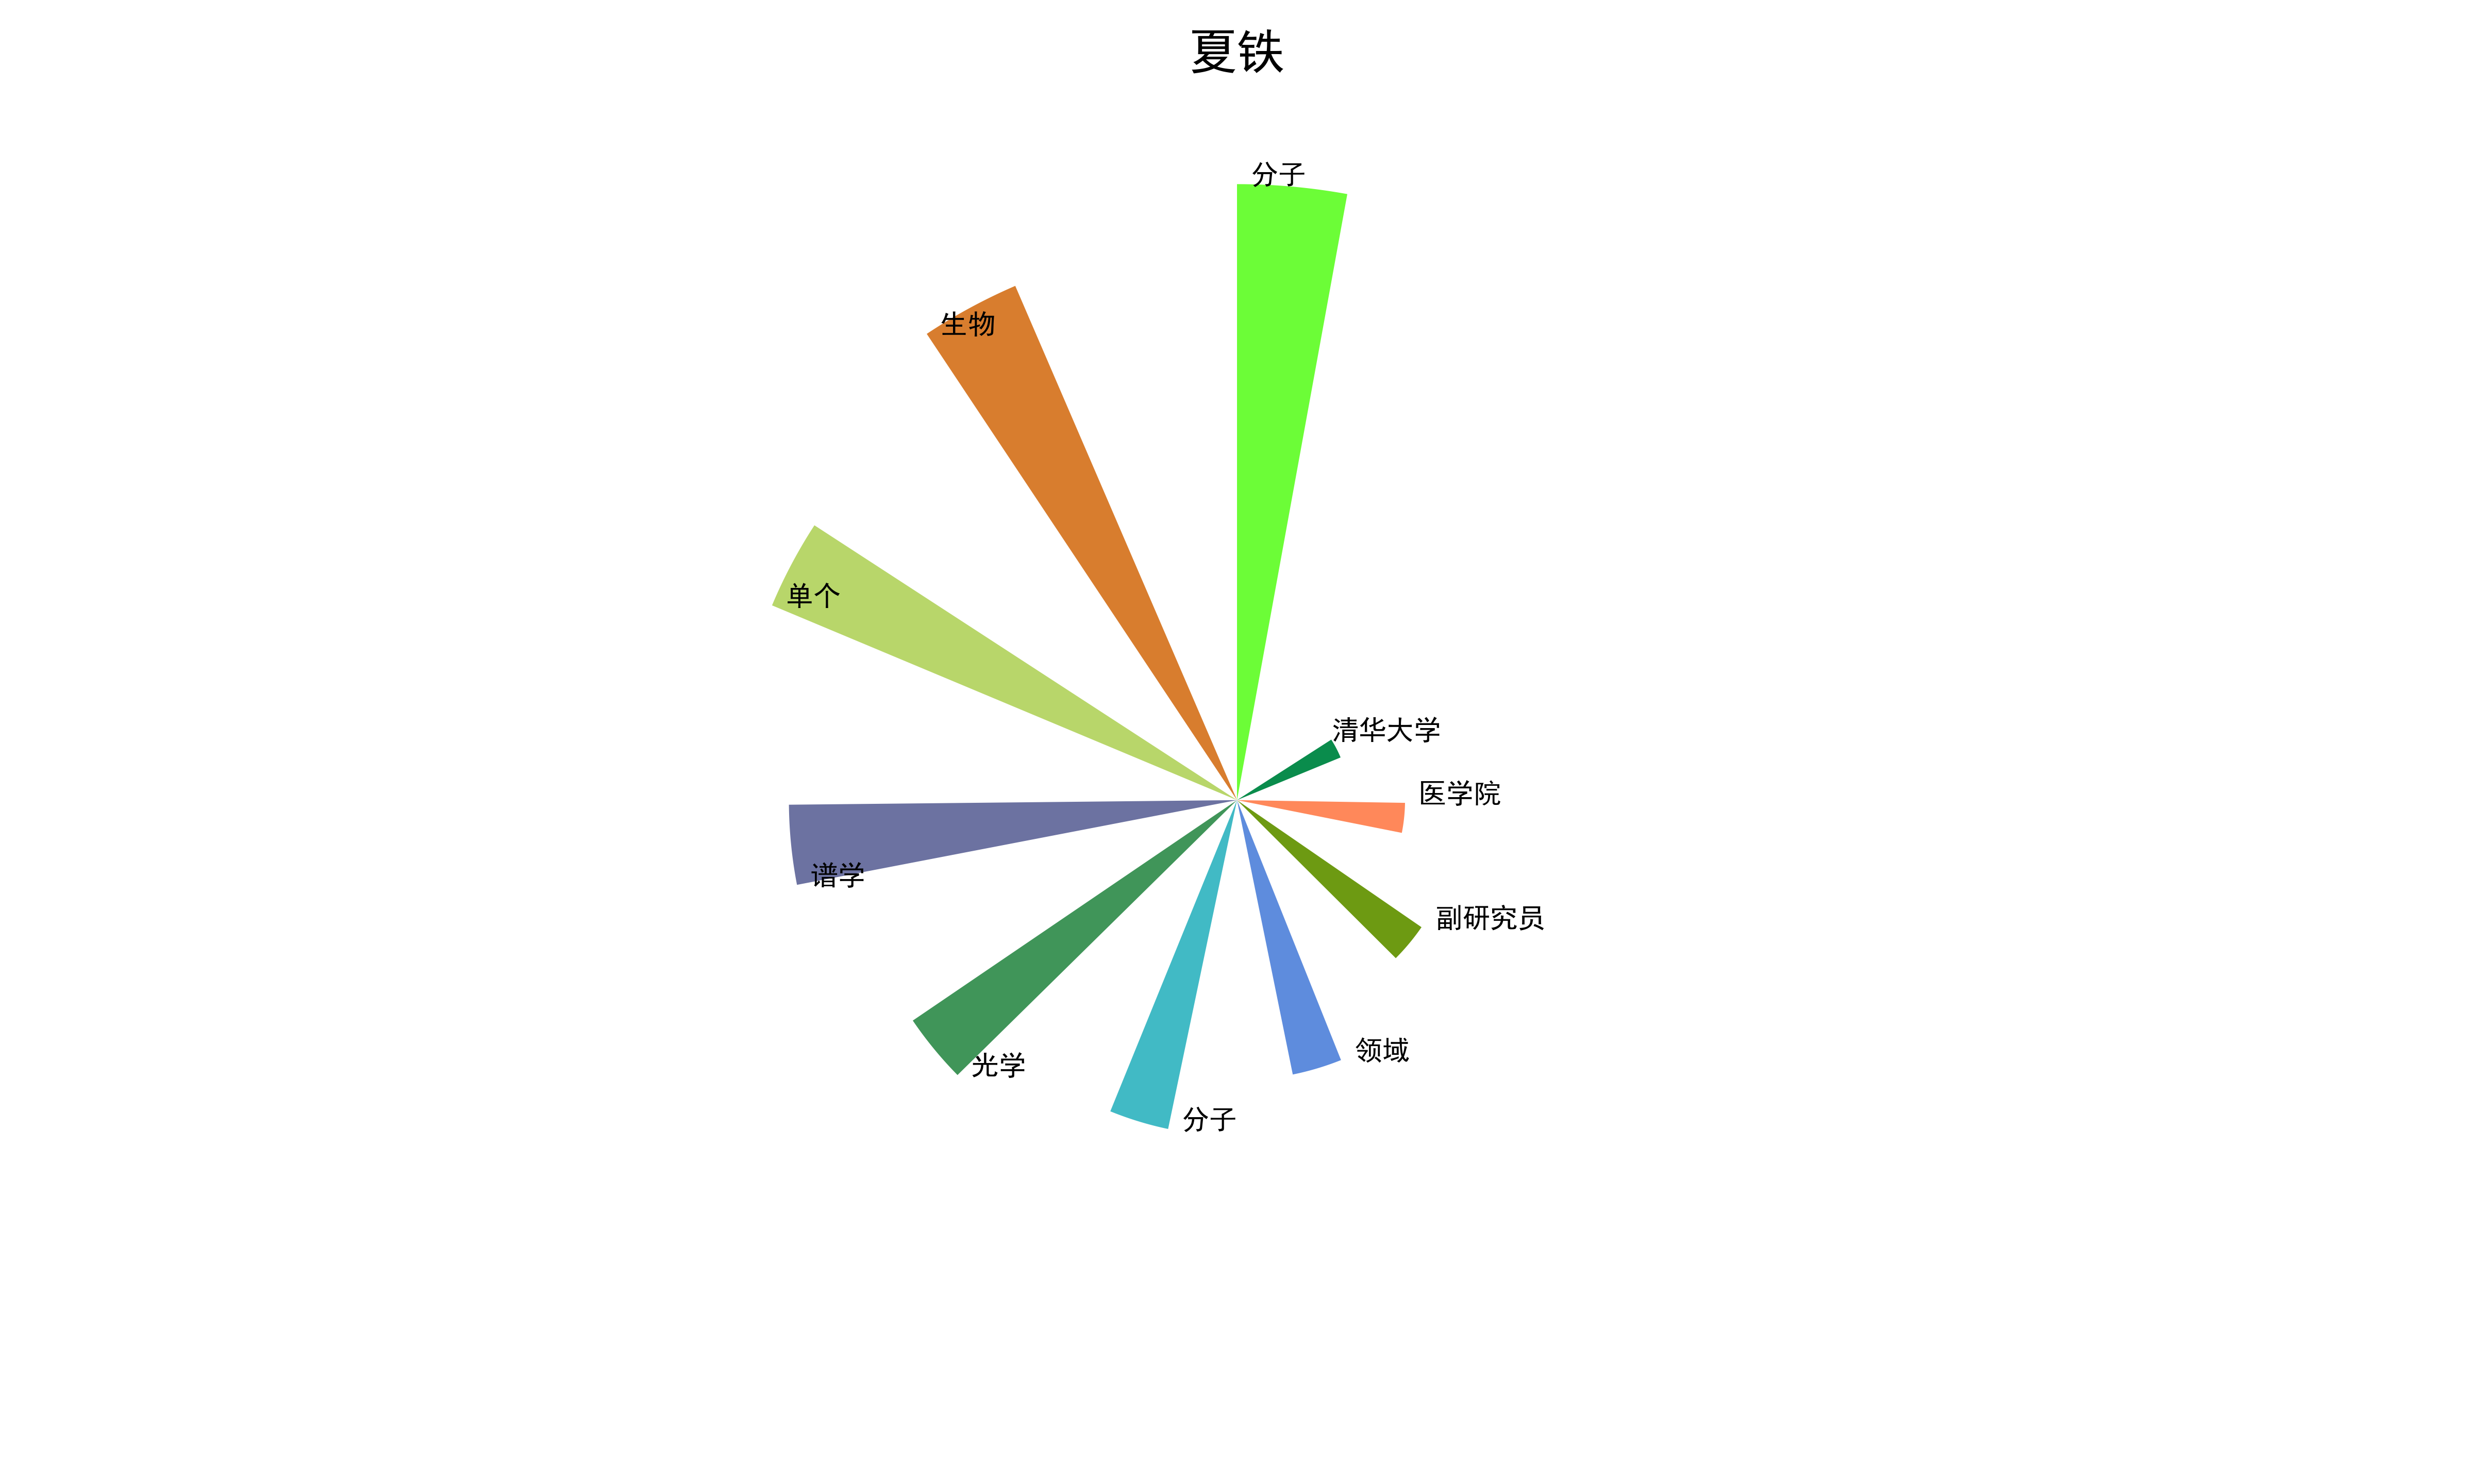 夏铁
分子
生物
单个
清华大学
医学院
谱学
副研究员
领域
光学
分子